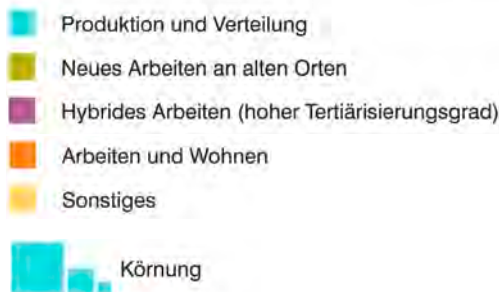 Produktion und Verteilung
Neues Arbeiten an alten Orten
Hybrides Arbeiten (hoher Tertiärisierungsgrad)
Arbeiten und Wohnen
Sonstiges
Körnung